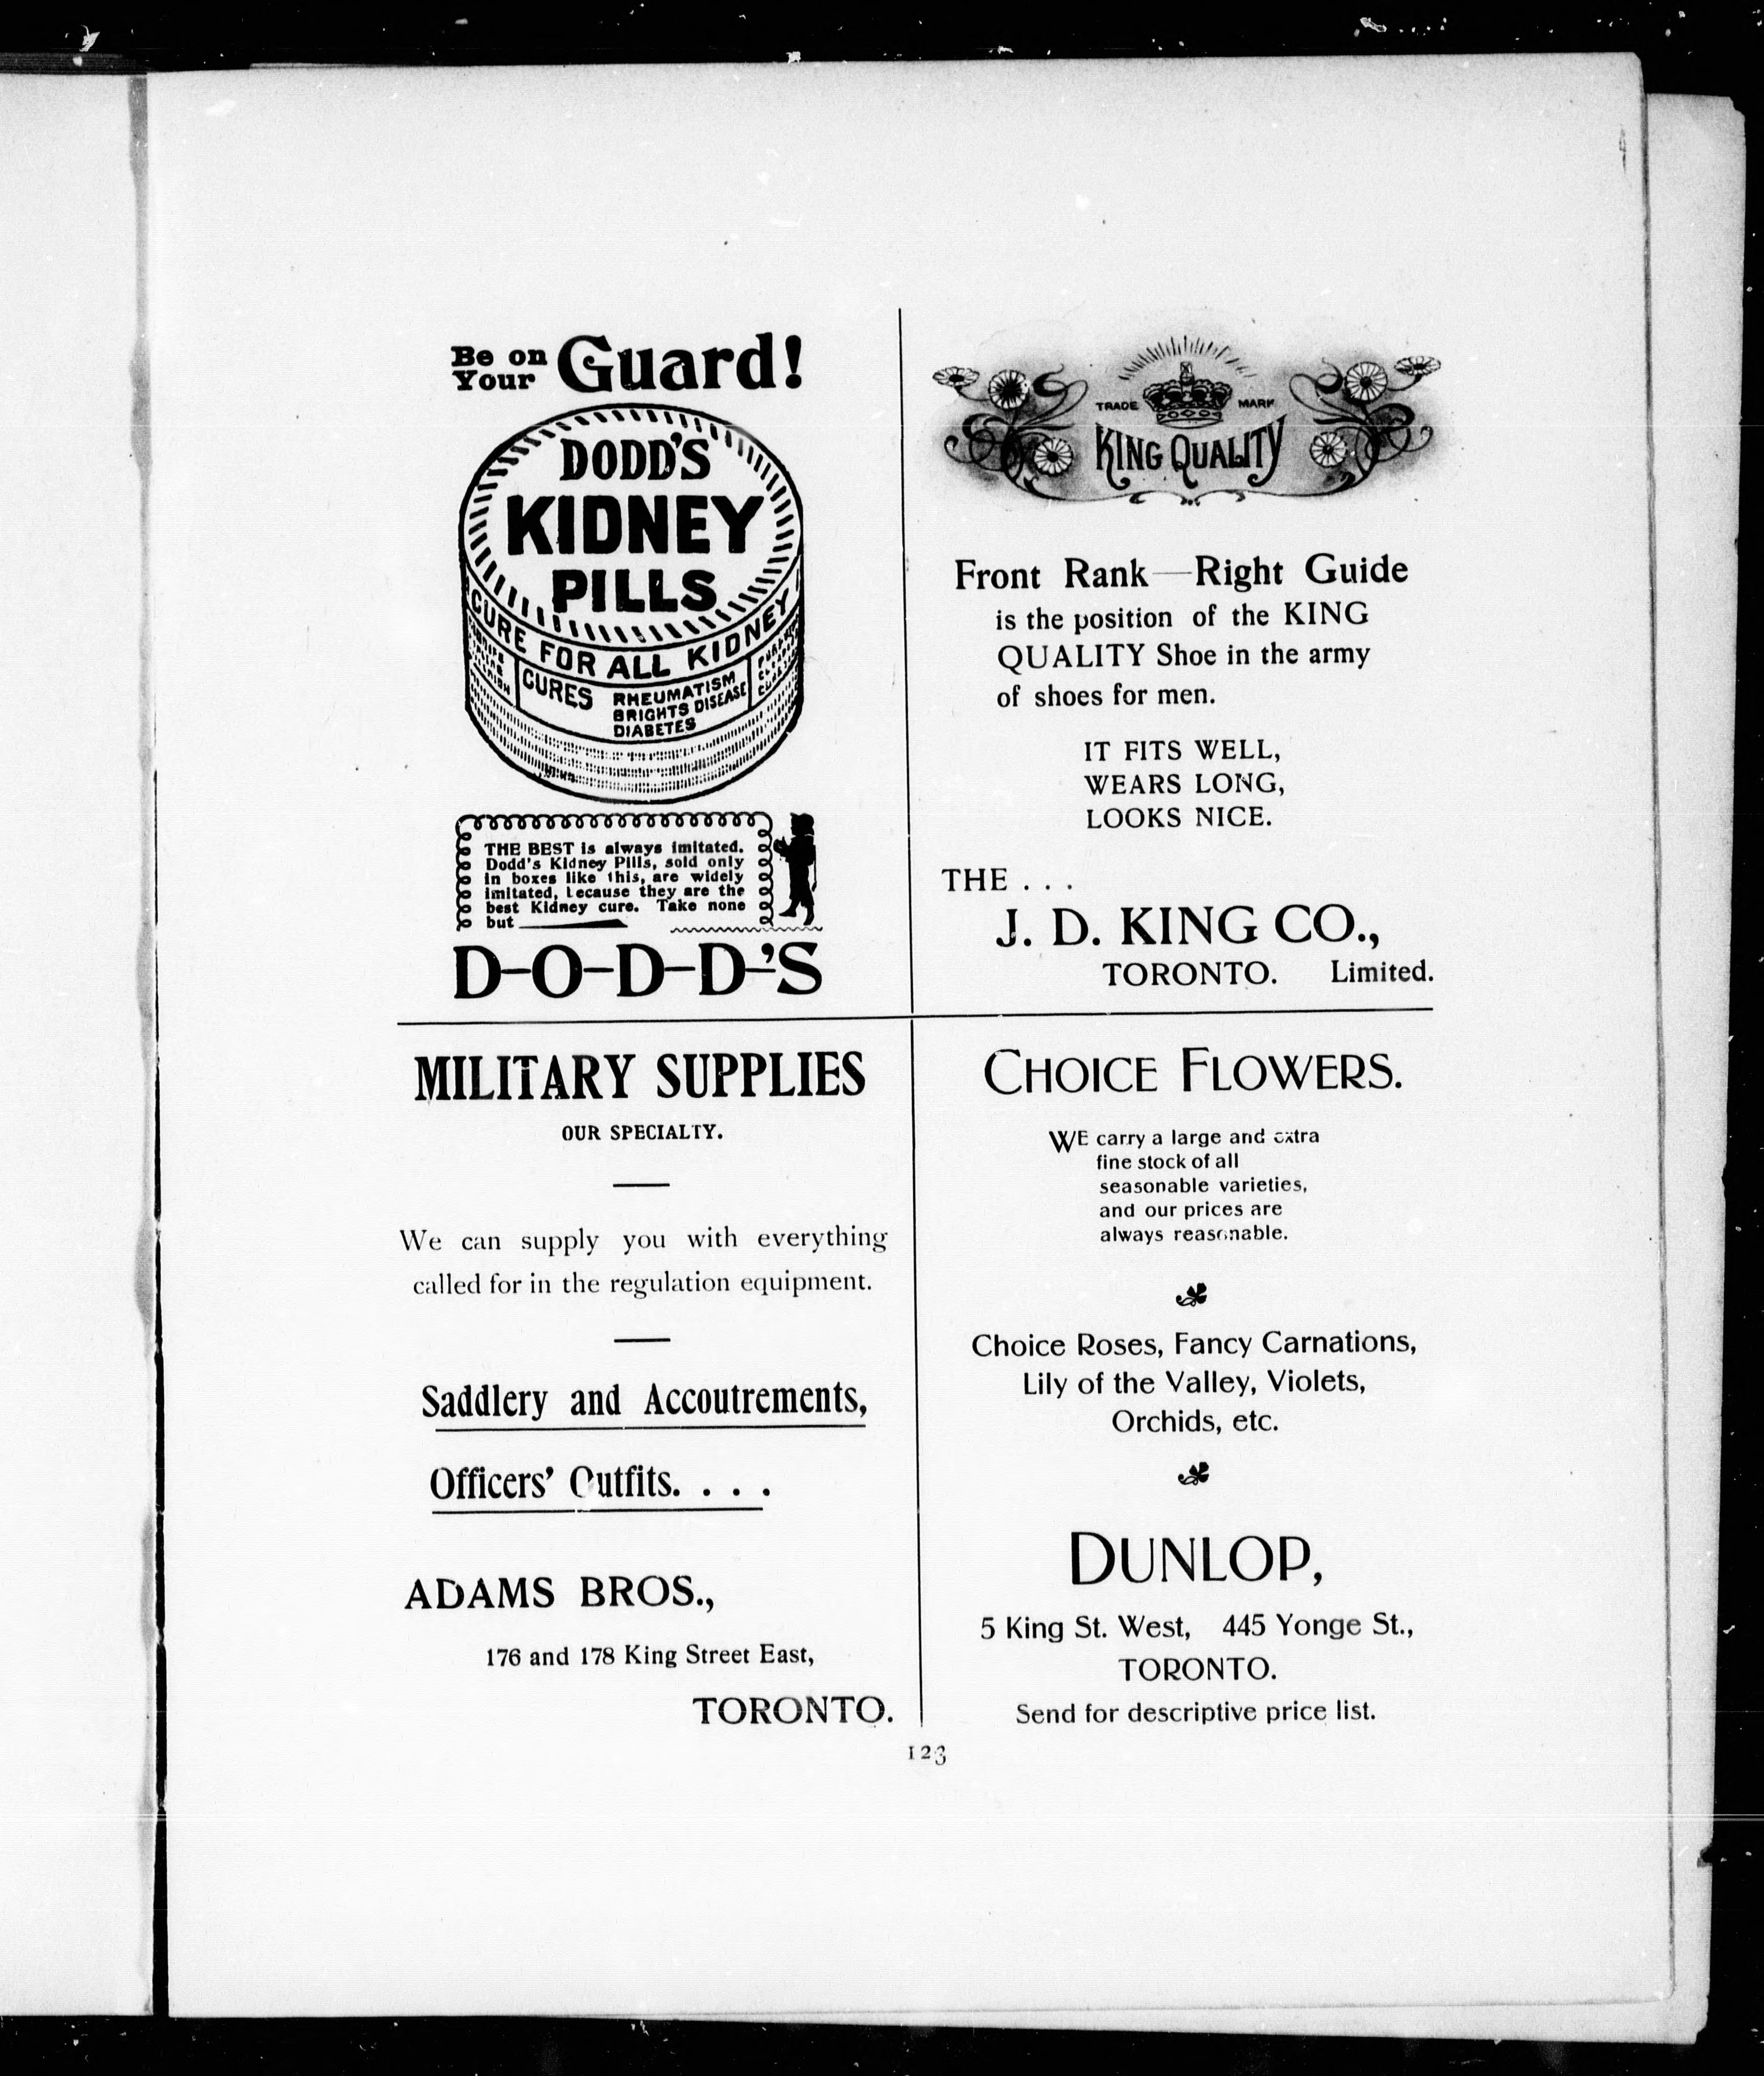 Be on
Your Guard!
DODD'S
KIDNEY
PILLS
CURE FOR ALL KIDNEY
CURES RHEUMATISM
BRIGHTS DISEASE
DIABETES
THE BEST is always imitated.
Dodd's Kidney Pills, sold only
in boxes like this, are widely
imitated, because they are the
best Kidney cure. Take none
but
D-O-D-D-'S
TRADE MARK
KING QUALITY
Front Rank—Right Guide
is the position of the KING
QUALITY Shoe in the army
of shoes for men.
IT FITS WELL,
WEARS LONG,
LOOKS NICE.
THE . . .
J. D. KING CO.,
TORONTO. Limited.
MILITARY SUPPLIES
OUR SPECIALTY.
We can supply you with everything
called for in the regulation equipment.
Saddlery and Accoutrements,
Officers' Outfits. . . .
ADAMS BROS.,
176 and 178 King Street East,
TORONTO.
CHOICE FLOWERS.
WE carry a large and extra
fine stock of all
seasonable varieties,
and our prices are
always reasonable.
Choice Roses, Fancy Carnations,
Lily of the Valley, Violets,
Orchids, etc.
DUNLOP,
5 King St. West, 445 Yonge St.,
TORONTO.
Send for descriptive price list.
123